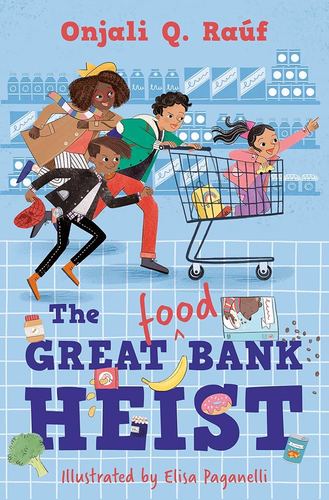 Onjali Q. Raúf
The food
GREAT BANK
HEIST
Illustrated by Elisa Paganelli